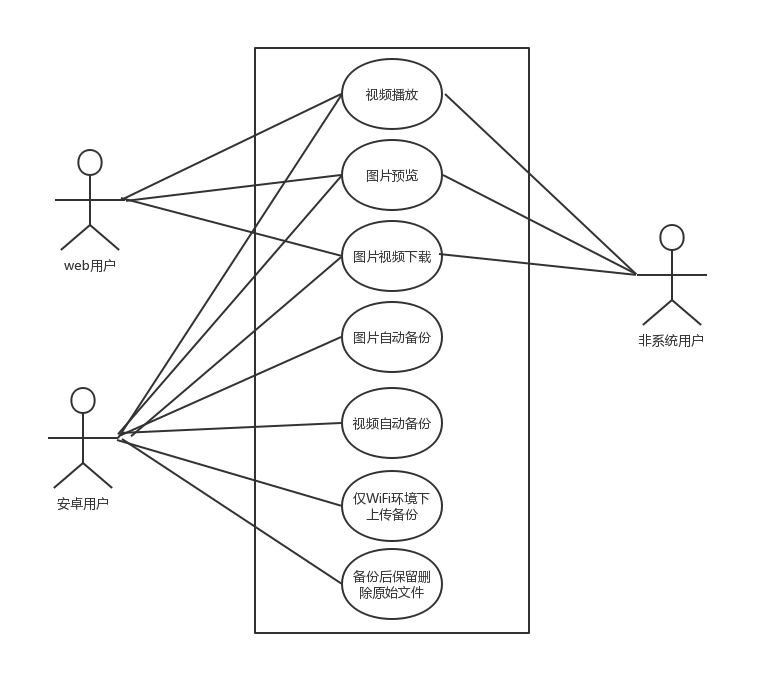 视频播放
图片预览
web用户
图片视频下载
非系统用户
图片自动备份
视频自动备份
安卓用户
仅WiFi环境下
上传备份
备份后保留删
除原始文件